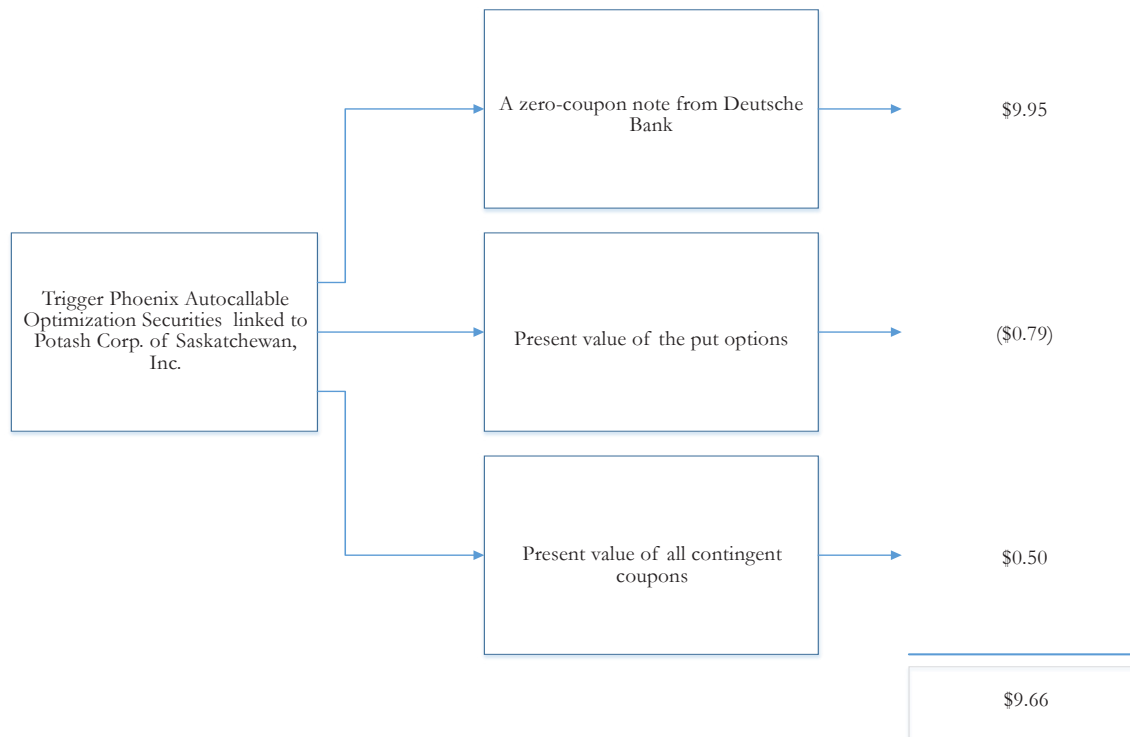 A zero-coupon note from Deutsche
Bank
$9.95
Trigger Phoenix Autocallable
Optimization Securities linked to
Potash Corp. of Saskatchewan,
Inc.
Present value of the put options
($0.79)
Present value of all contingent
coupons
$0.50
$9.66